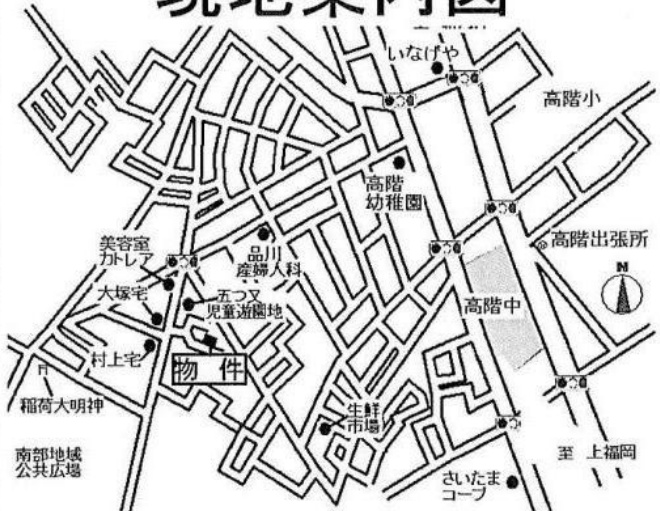 現地案内図
いなげや
高階小
高階
幼稚園
高階出張所
美容室
カトレア
品川
産婦人科
N
大塚宅
五つ又
児童遊園地
高階中
村上宅
物件
稲荷大明神
生鮮
市場
南部地域
公共広場
至 上福岡
さいたま
コープ